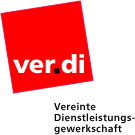 ver.di
Vereinte
Dienstleistungs-
gewerkschaft